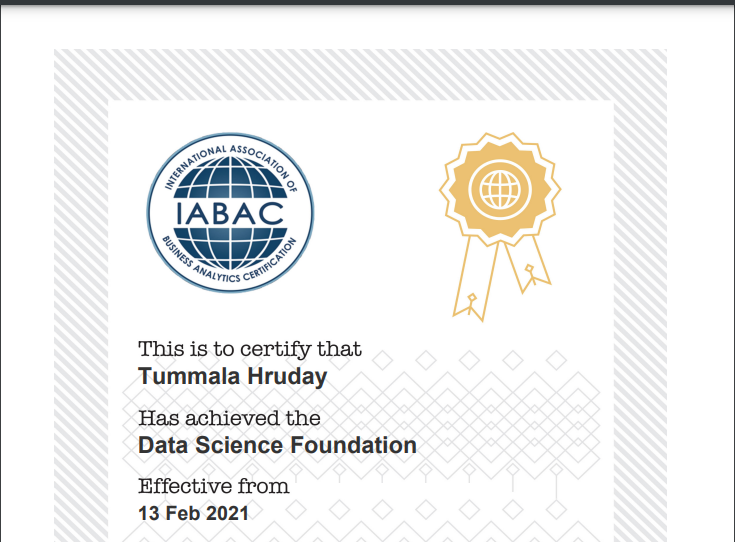 INTERNATIONAL ASSOCIATION OF
IABAC
BUSINESS ANALYTICS CERTIFICATION
This is to certify that
Tummala Hruday
Has achieved the
Data Science Foundation
Effective from
13 Feb 2021